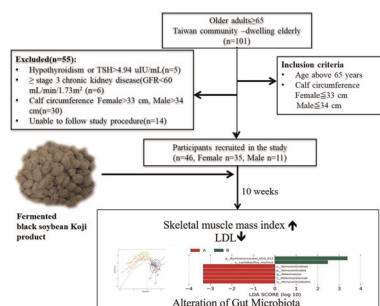 Older adults≥65
Taiwan community –dwelling elderly
(n=101)
Excluded(n=55):
• Hypothyroidism or TSH>4.94 uIU/mL(n=5)
• ≥ stage 3 chronic kidney disease(GFR<60
mL/min/1.73m² (n=6)
• Calf circumference Female>33 cm, Male>34
cm(n=30)
• Unable to follow study procedure(n=14)
Inclusion criteria
• Age above 65 years
• Calf circumference
Female≦33 cm
Male≦34 cm
Participants recruited in the study
(n=46, Female n=35, Male n=11)
10 weeks
Fermented
black soybean Koji
product
Skeletal muscle mass index
LDL
A
B
LDA SCORE (log 10)
Alteration of Gut Microbiota